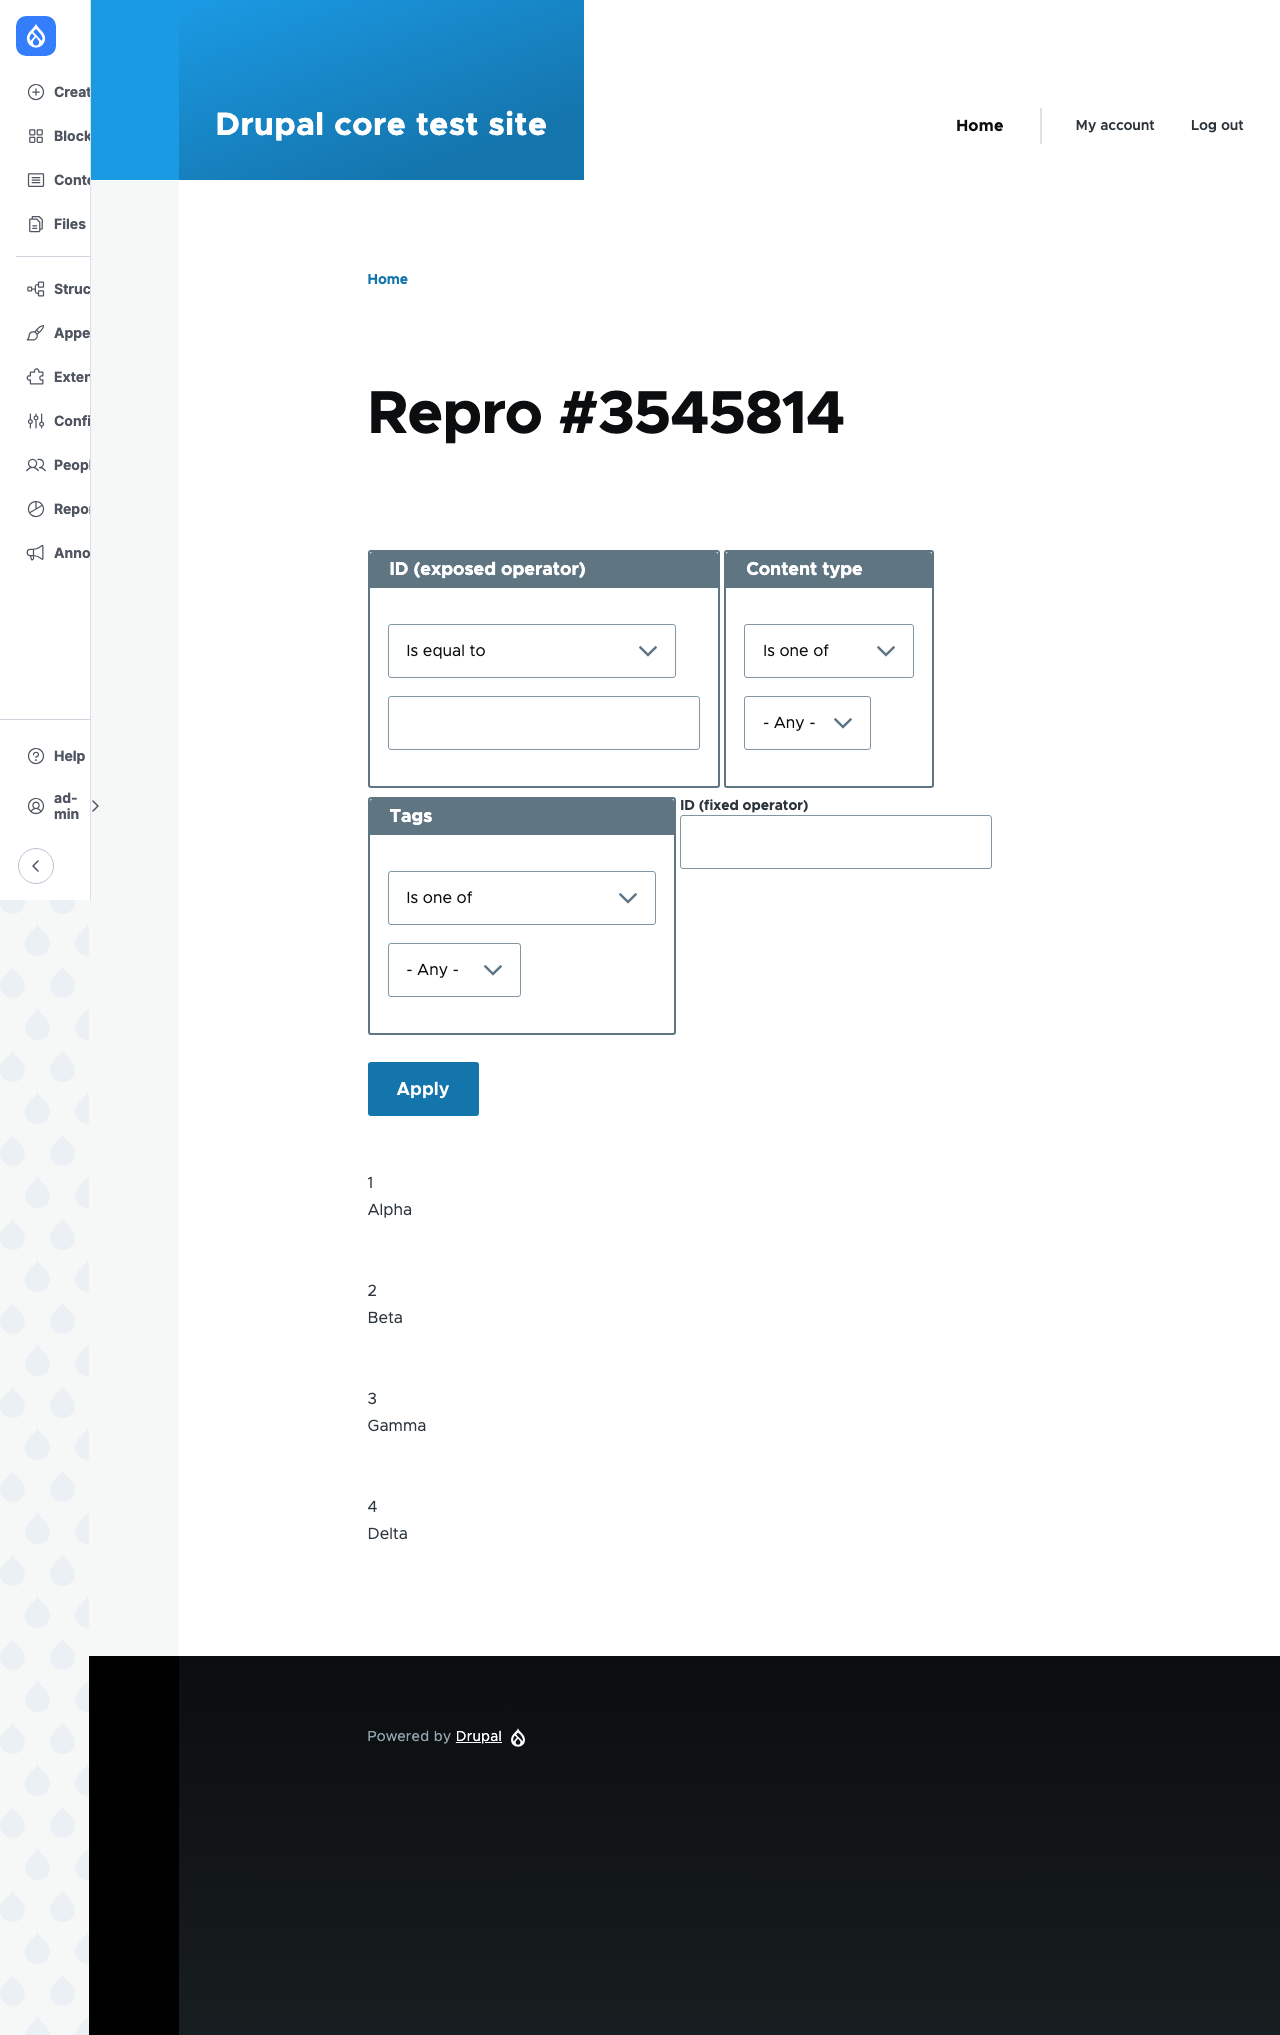 Creat
Block
Conte
Files
Struc
Appe
Exten
Confi
Peopl
Repor
Anno
Help
ad-
min
Drupal core test site
Home
My account
Log out
Home
Repro #3545814
ID (exposed operator)
Is equal to
Content type
Is one of
- Any -
Tags
Is one of
- Any -
ID (fixed operator)
Apply
1
Alpha
2
Beta
3
Gamma
4
Delta
Powered by Drupal